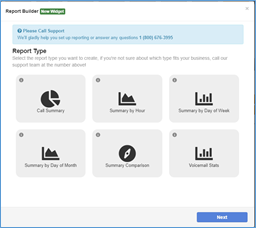 Report Builder New Widget
Please Call Support
We'll gladly help you set up reporting or answer any questions 1 (800) 676 2895
Report Type
Select the report type you want to create. If you're not sure about which type fits your business, call our
support team at the number above!
Call Summary
Summary by Hour
Summary by Day of Week
Summary by Day of Month
Summary Comparison
Voicemail Stats
Next